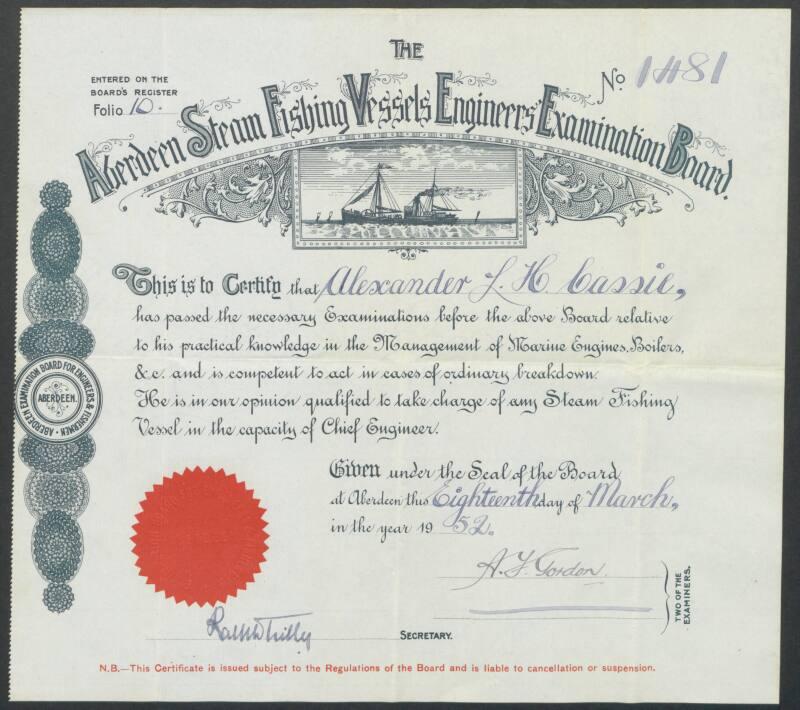 THE
ENTERED ON THE
BOARD'S REGISTER
Folio 10.
No 1481
Aberdeen Steam Fishing Vessels Engineers' Examination Board.
This is to Certify that Alexander L. H. Cassie,
has passed the necessary Examinations before the above Board relative
to his practical knowledge in the Management of Marine Engines, Boilers,
&c. and is competent to act in cases of ordinary breakdown.
He is in our opinion qualified to take charge of any Steam Fishing
Vessel in the capacity of Chief Engineer.
ABERDEEN EXAMINATION BOARD FOR ENGINEERS & FISHERMEN
ABERDEEN.
Given under the Seal of the Board
at Aberdeen this Eighteenth day of March,
in the year 1952.
Gordon.
TWO OF THE
EXAMINERS.
SECRETARY.
N.B.—This Certificate is issued subject to the Regulations of the Board and is liable to cancellation or suspension.